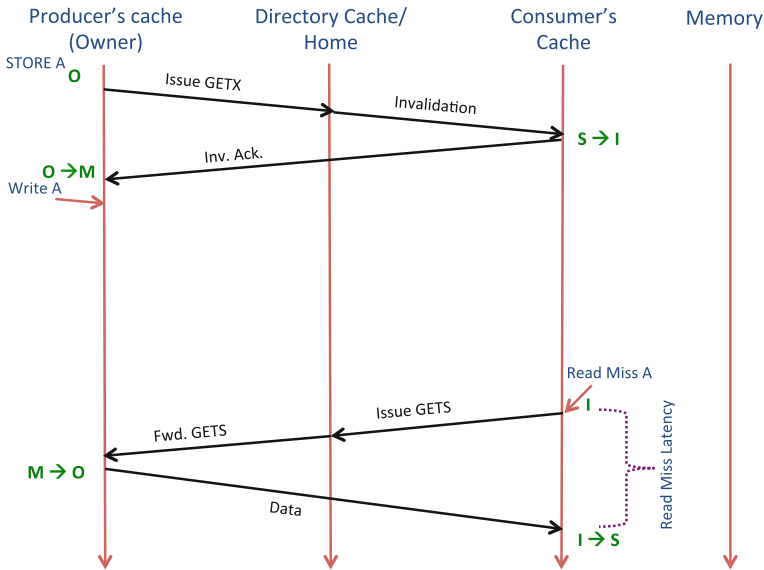 Producer’s cache
(Owner)
Directory Cache/
Home
Consumer’s
Cache
Memory
STORE A
O
Issue GETX
Invalidation
S → I
Inv. Ack.
O → M
Write A
Read Miss A
I
Issue GETS
Fwd. GETS
M → O
Data
I → S
Read Miss Latency